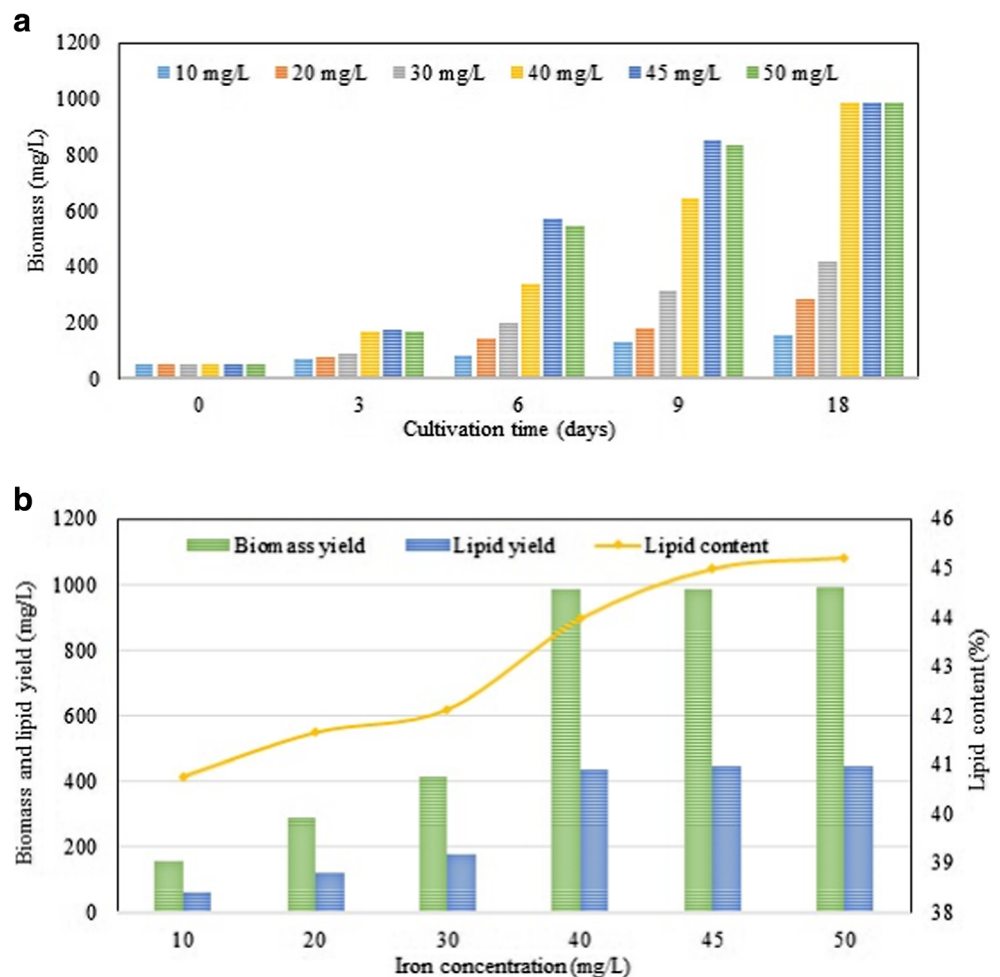 a
1200
10 mg/L 20 mg/L 30 mg/L 40 mg/L 45 mg/L 50 mg/L
1000
800
600
400
200
0
Biomass (mg/L)
0 3 6 9 18
Cultivation time (days)
b
1200 46
Biomass yield Lipid yield Lipid content
1000 45
800 44
600 43
400 42
200 41
0 40
39
38
Biomass and lipid yield (mg/L)
Lipid content (%)
10 20 30 40 45 50
Iron concentration (mg/L)